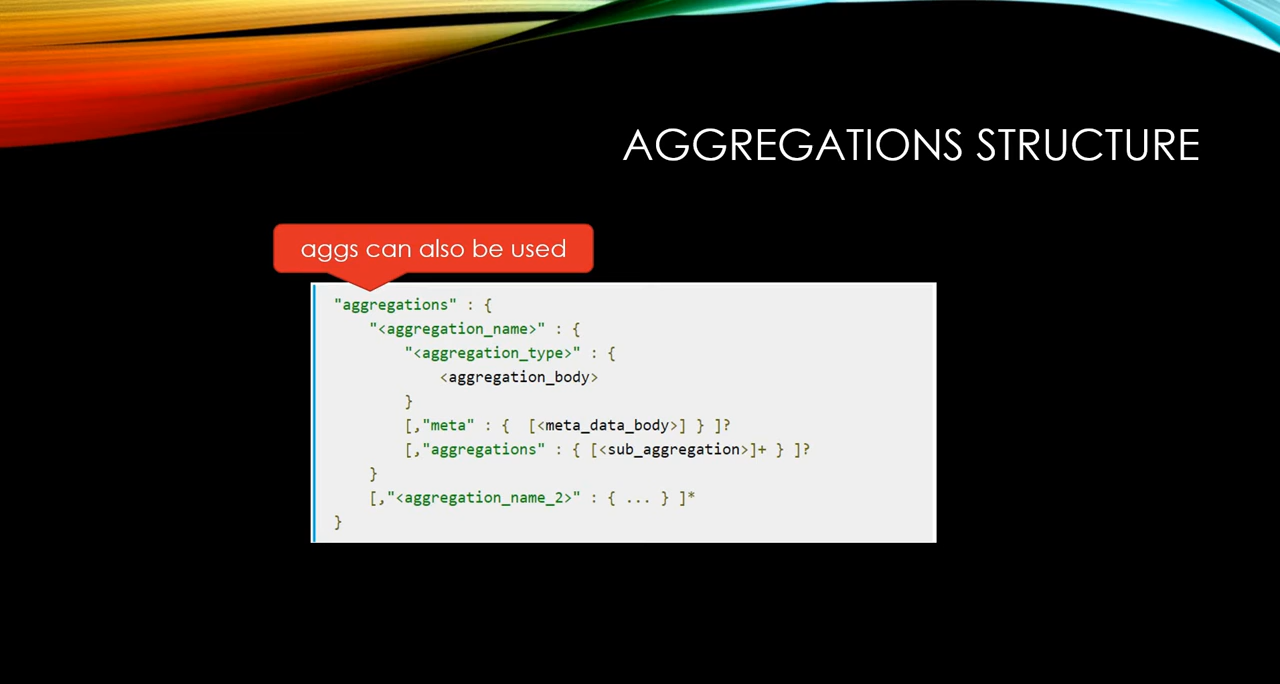 AGGREGATIONS STRUCTURE
aggs can also be used
"aggregations" : {
    "<aggregation_name>" : {
        "<aggregation_type>" : {
            <aggregation_body>
        }
        [,"meta" : {  [<meta_data_body>] } ]?
        [,"aggregations" : { [<sub_aggregation>]+ } ]?
    }
    [,"<aggregation_name_2>" : { ... } ]*
}